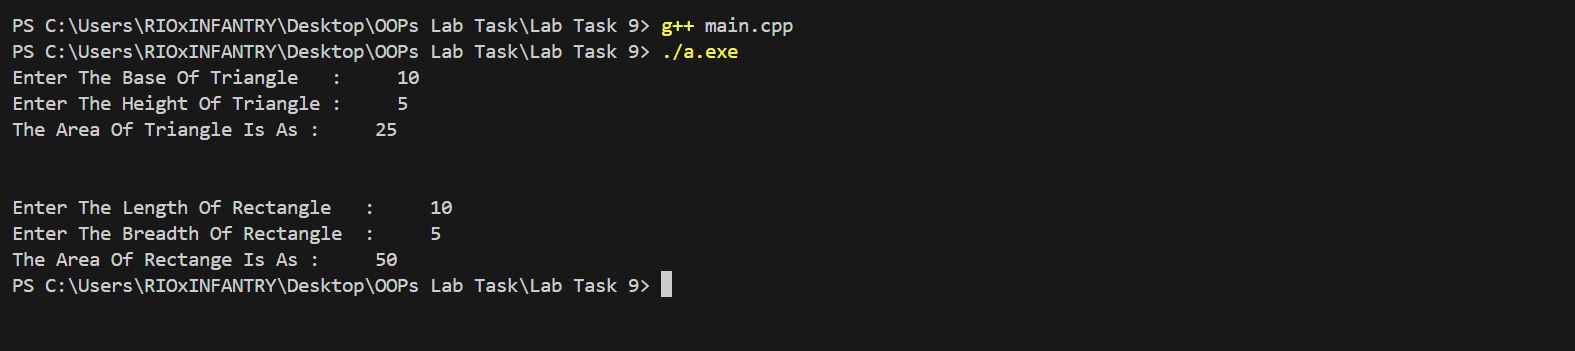 PS C:\Users\RIOxINFANTRY\Desktop\OOPs Lab Task\Lab Task 9> g++ main.cpp
PS C:\Users\RIOxINFANTRY\Desktop\OOPs Lab Task\Lab Task 9> ./a.exe
Enter The Base Of Triangle   :     10
Enter The Height Of Triangle :     5
The Area Of Triangle Is As :     25
Enter The Length Of Rectangle   :     10
Enter The Breadth Of Rectangle  :     5
The Area Of Rectange Is As :     50
PS C:\Users\RIOxINFANTRY\Desktop\OOPs Lab Task\Lab Task 9>